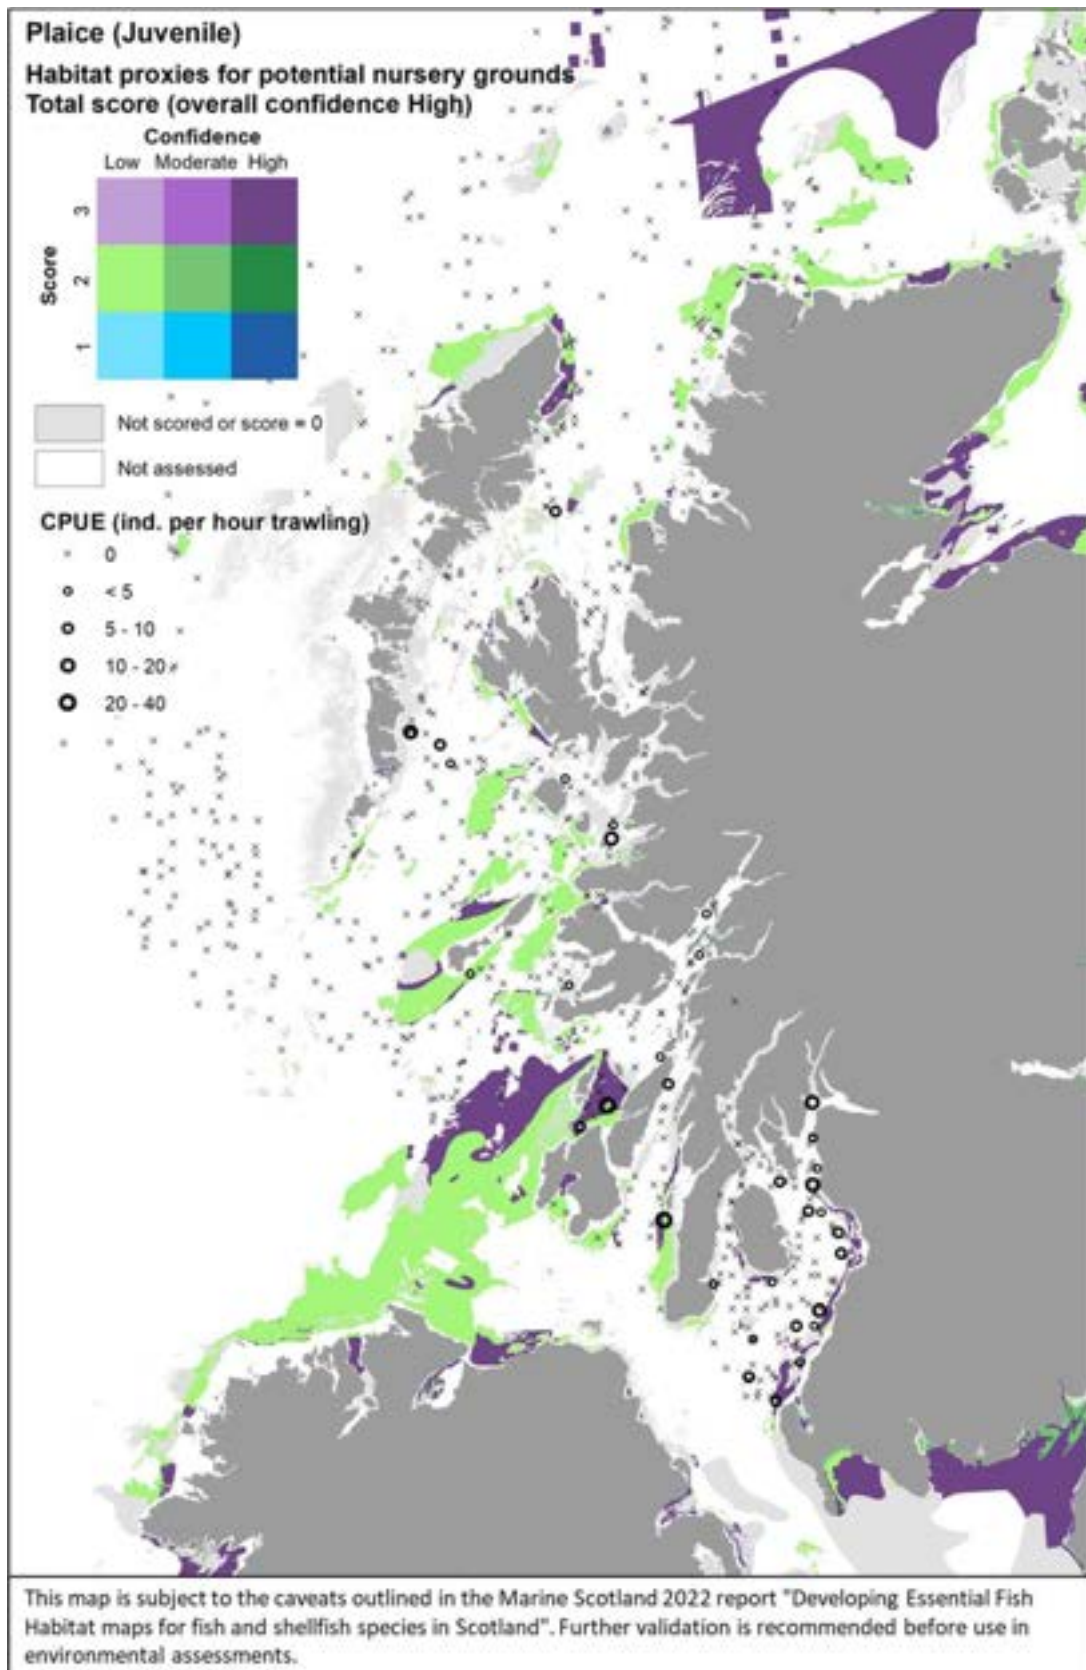 Plaice (Juvenile)
Habitat proxies for potential nursery grounds
Total score (overall confidence High)
Confidence
Low Moderate High
Score
3
2
1
Not scored or score = 0
Not assessed
CPUE (ind. per hour trawling)
0
< 5
5 - 10
10 - 20
20 - 40
This map is subject to the caveats outlined in the Marine Scotland 2022 report "Developing Essential Fish
Habitat maps for fish and shellfish species in Scotland". Further validation is recommended before use in
environmental assessments.